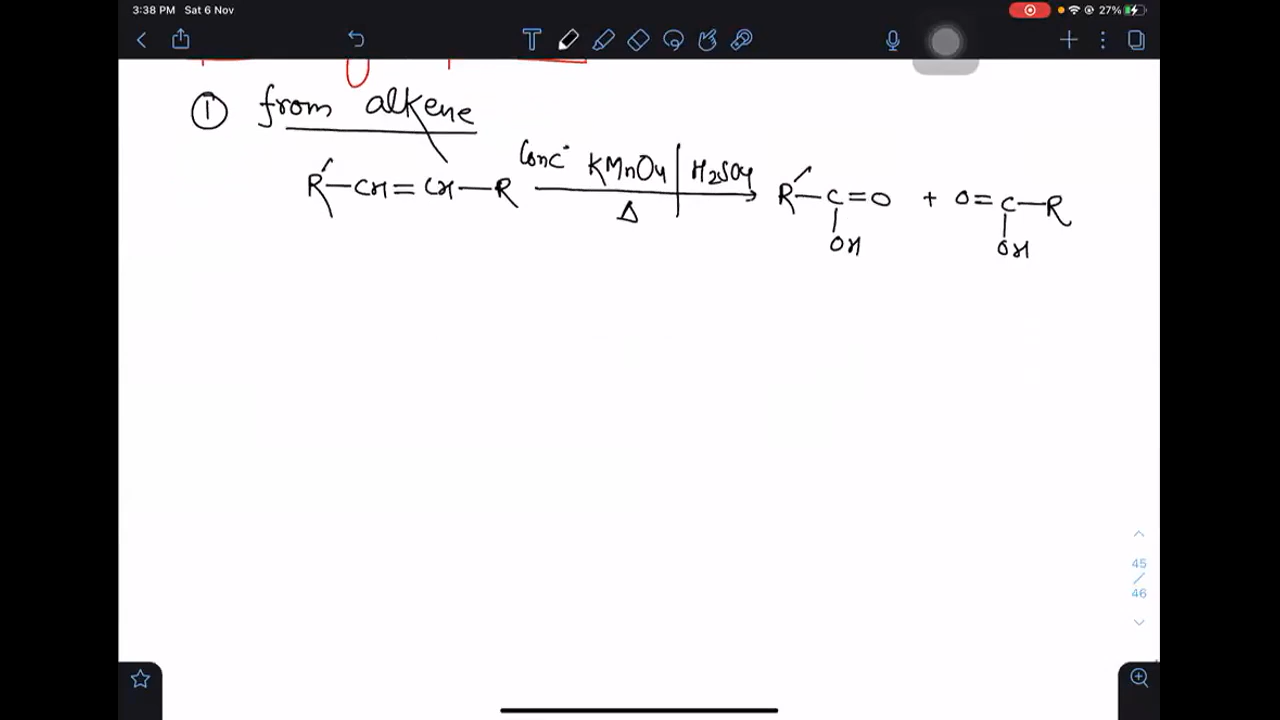 3:38 PM Sat 6 Nov
27%
T
① from alkene
R'—CH=CH—R
Conc˙ KMnO4 | H2SO4
Δ
R'—C=O + O=C—R
OH OH
45
/
46